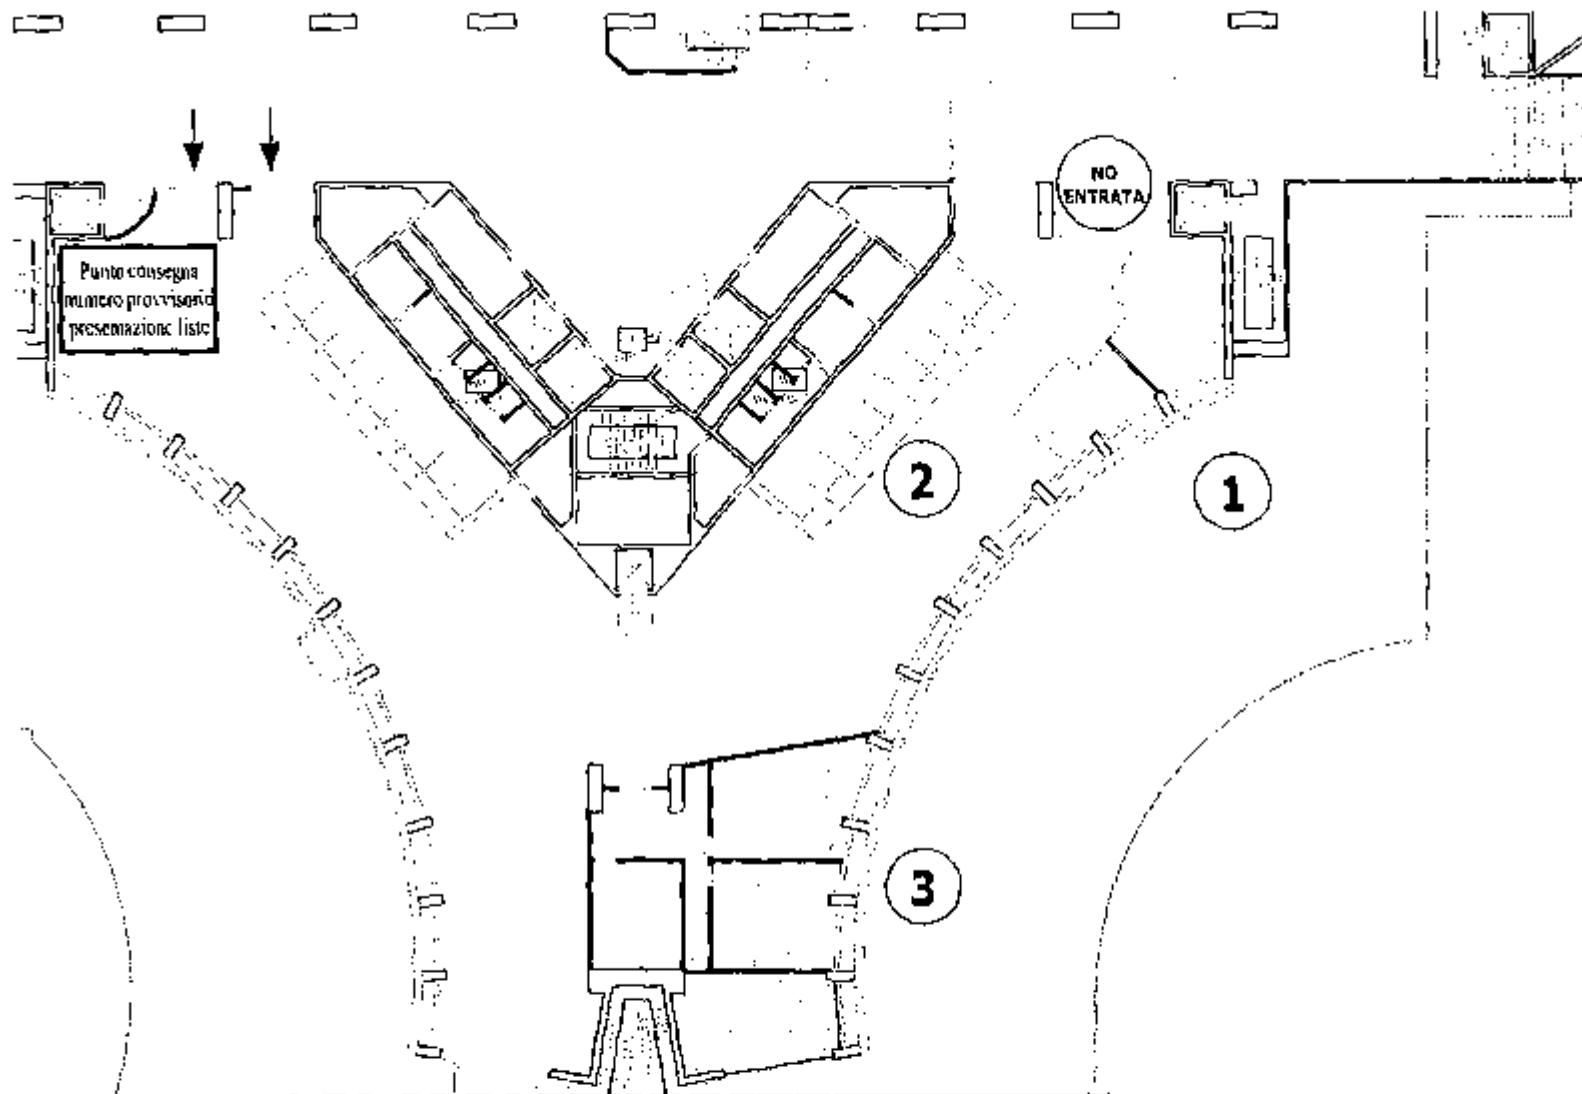 NO
ENTRATA
Punto consegna
numero provvisorio
presentazione liste
2
1
3